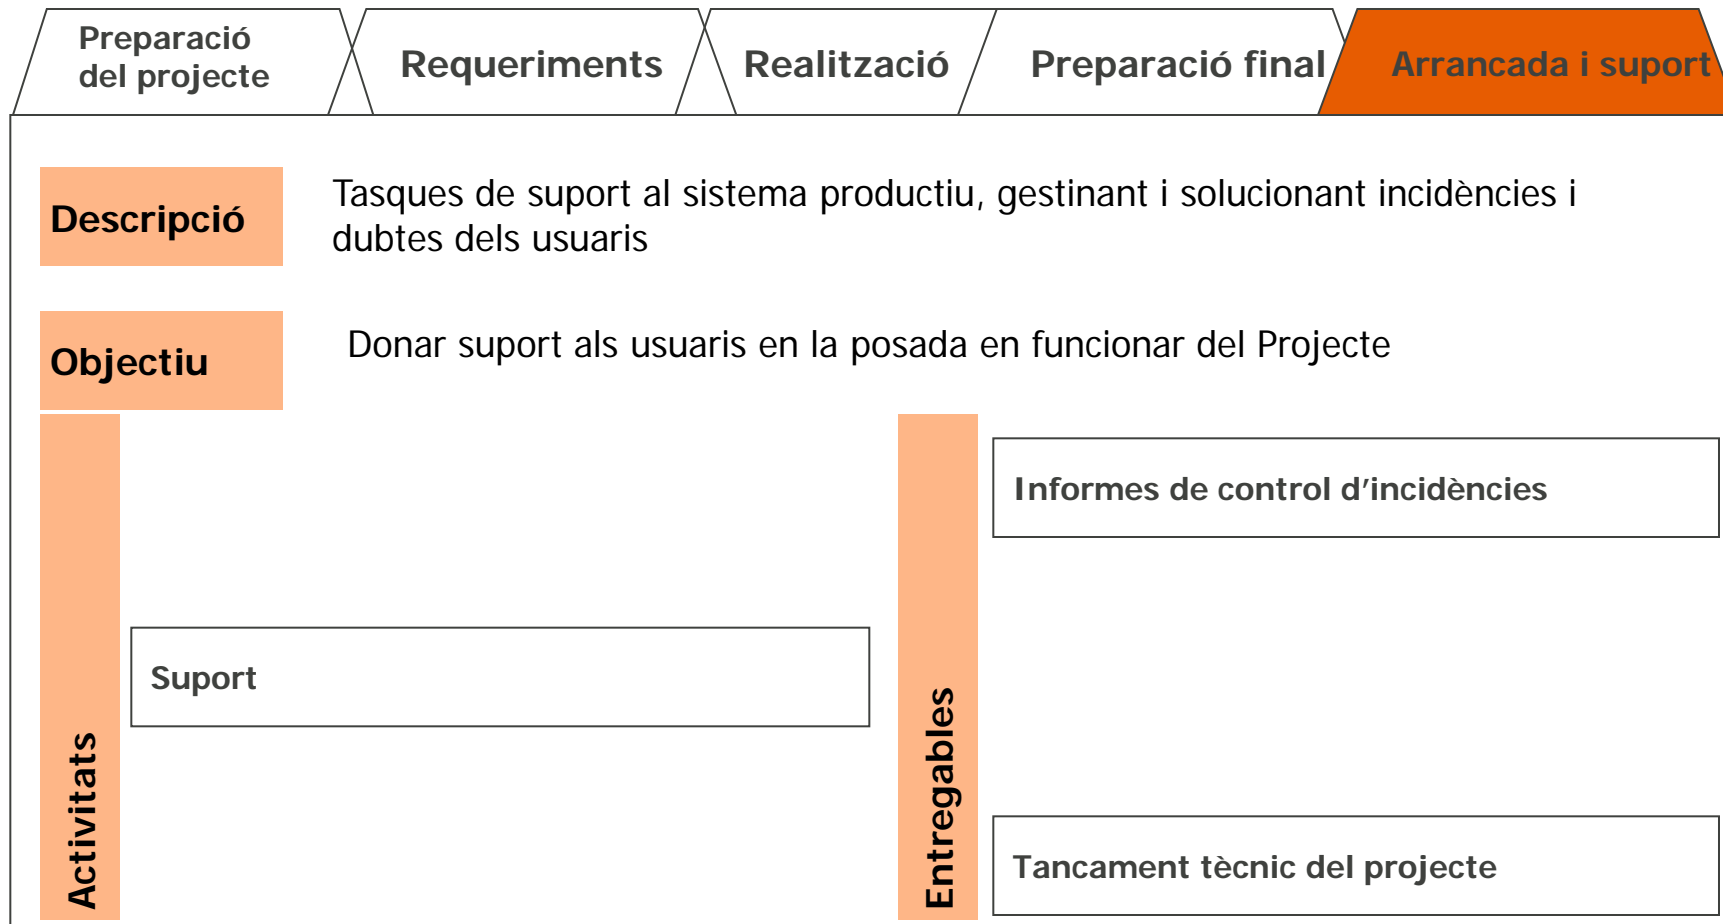 Preparació
del projecte
Requeriments
Realització
Preparació final
Arrancada i suport
Descripció
Tasques de suport al sistema productiu, gestinant i solucionant incidències i
dubtes dels usuaris
Objectiu
Donar suport als usuaris en la posada en funcionar del Projecte
Activitats
Suport
Entregables
Informes de control d’incidències
Tancament tècnic del projecte